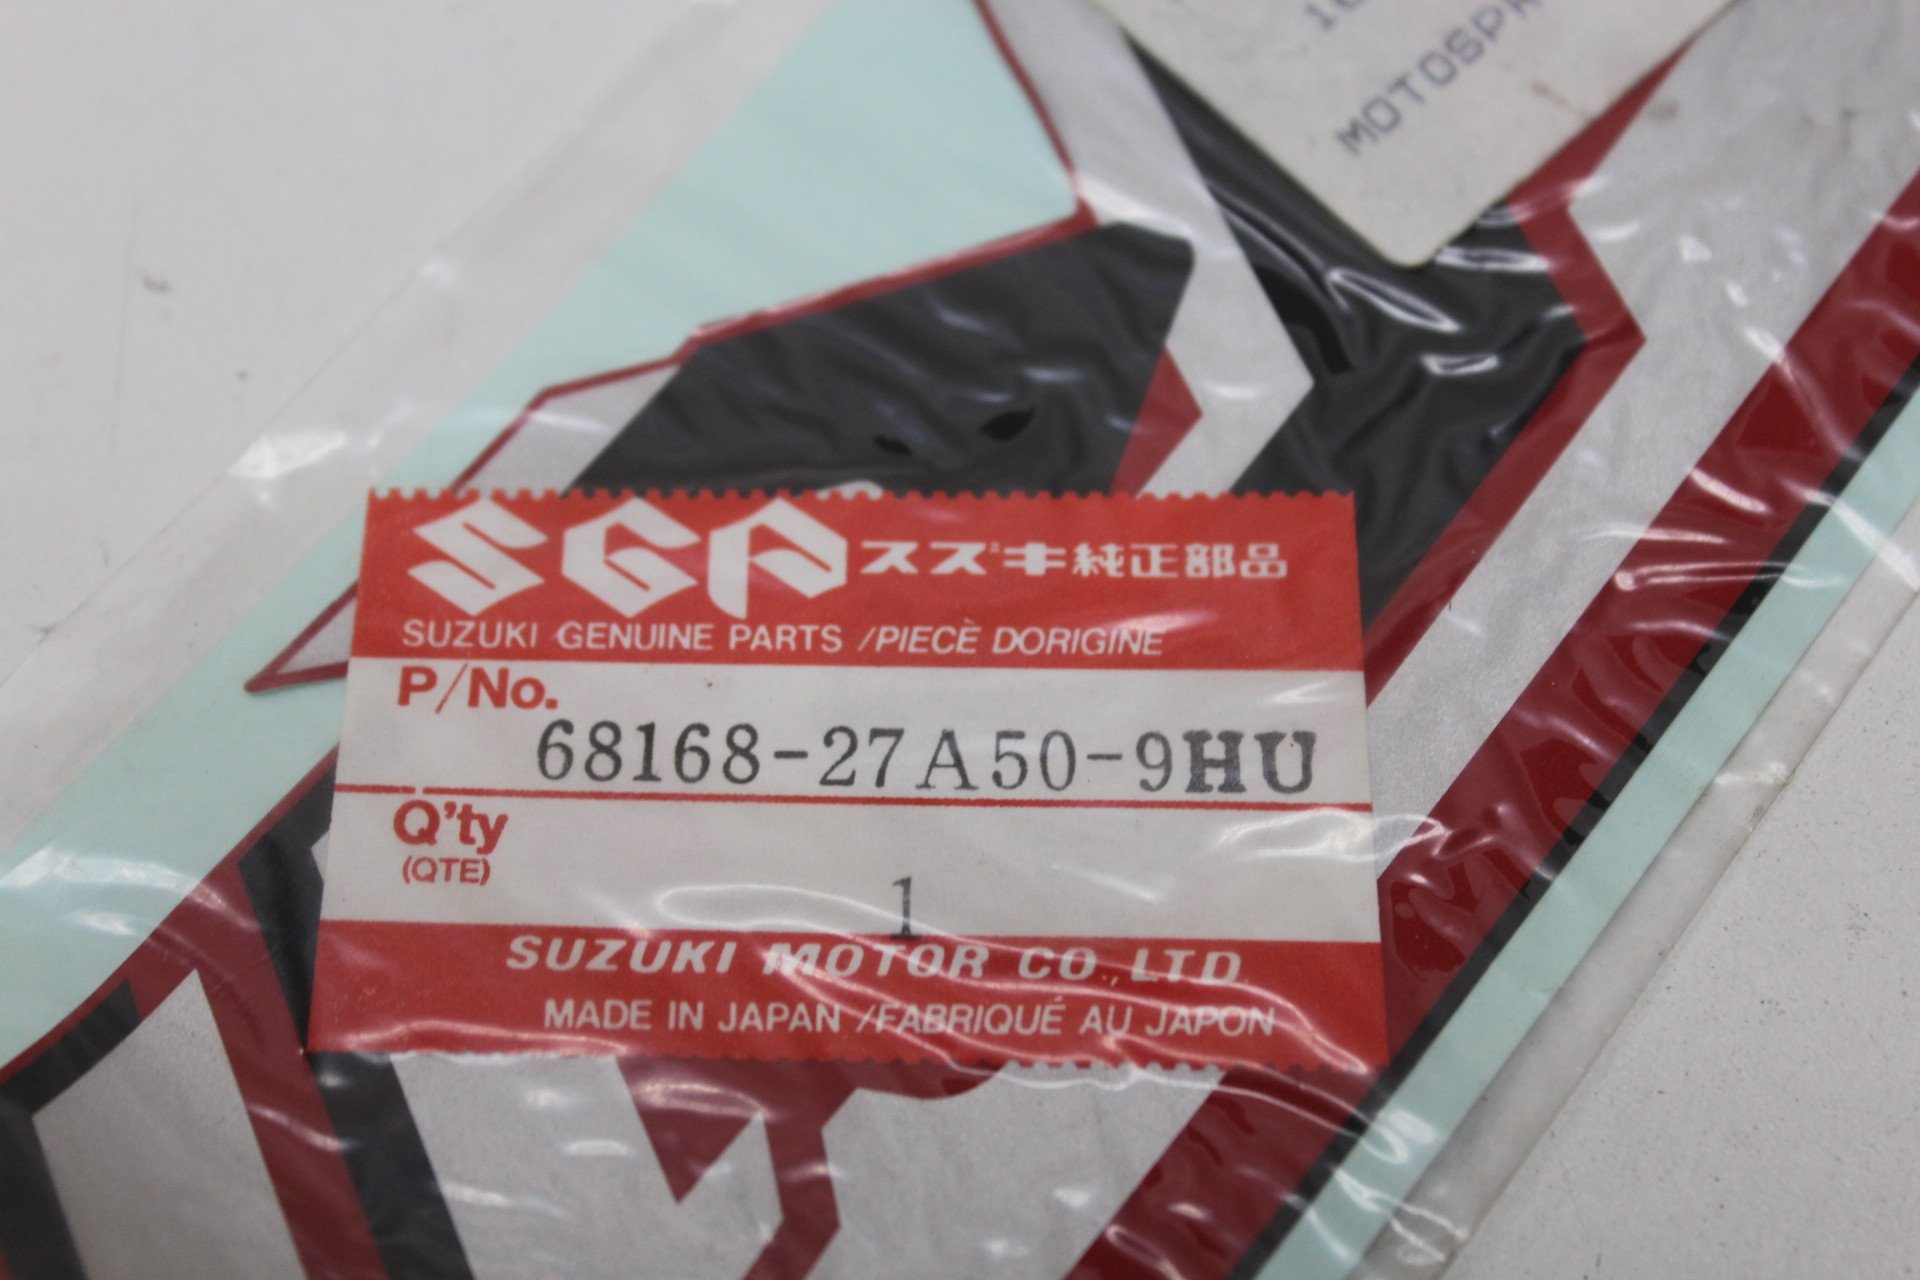 SGP スズキ純正部品
SUZUKI GENUINE PARTS /PIECÈ DORIGINE
P/No.
68168-27A50-9HU
Q'ty
(QTE)
1
SUZUKI MOTOR CO., LTD.
MADE IN JAPAN /FABRIQUÉ AU JAPON